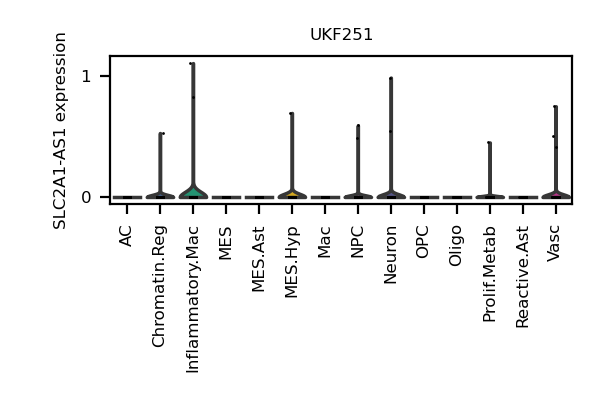 UKF251
SLC2A1-AS1 expression
1
0
AC
Chromatin.Reg
Inflammatory.Mac
MES
MES.Ast
MES.Hyp
Mac
NPC
Neuron
OPC
Oligo
Prolif.Metab
Reactive.Ast
Vasc